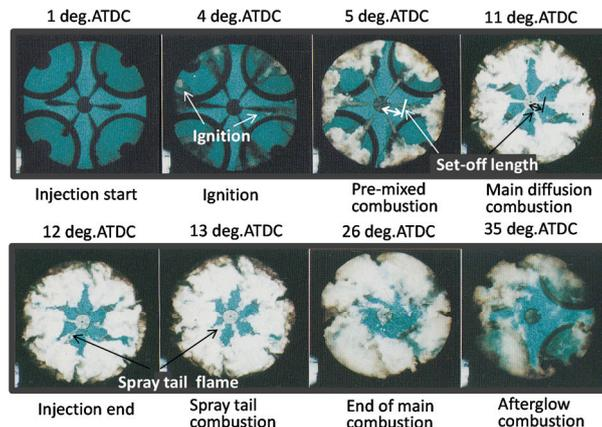 1 deg.ATDC
4 deg.ATDC
5 deg.ATDC
11 deg.ATDC
Ignition
Set-off length
Injection start
Ignition
Pre-mixed
combustion
Main diffusion
combustion
12 deg.ATDC
13 deg.ATDC
26 deg.ATDC
35 deg.ATDC
Spray tail flame
Injection end
Spray tail
combustion
End of main
combustion
Afterglow
combustion